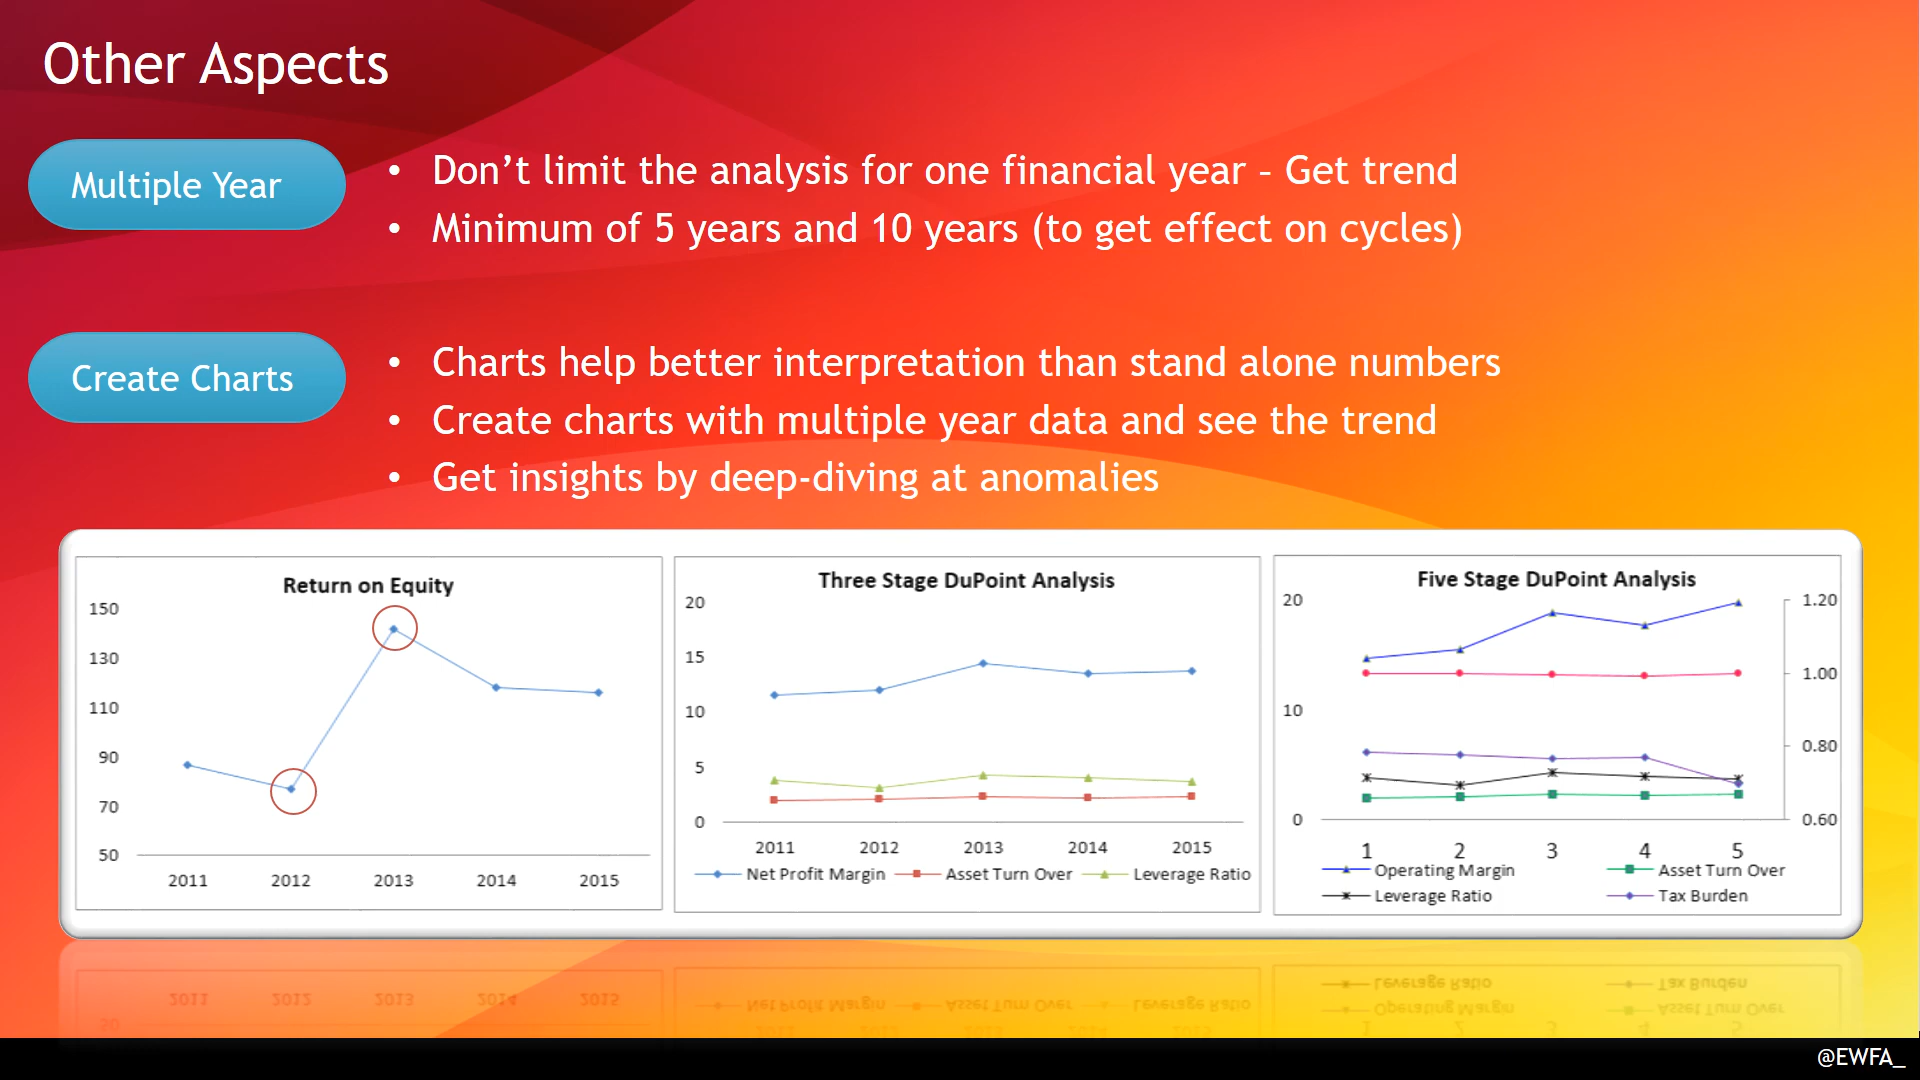 Other Aspects
Multiple Year
• Don’t limit the analysis for one financial year – Get trend
• Minimum of 5 years and 10 years (to get effect on cycles)
Create Charts
• Charts help better interpretation than stand alone numbers
• Create charts with multiple year data and see the trend
• Get insights by deep-diving at anomalies
Return on Equity
150
130
110
90
70
50
2011 2012 2013 2014 2015
Three Stage DuPoint Analysis
20
15
10
5
0
2011 2012 2013 2014 2015
Net Profit Margin Asset Turn Over Leverage Ratio
Five Stage DuPoint Analysis
20 1.20
1.00
10
0.80
0 0.60
1 2 3 4 5
Operating Margin Asset Turn Over
Leverage Ratio Tax Burden
@EWFA_